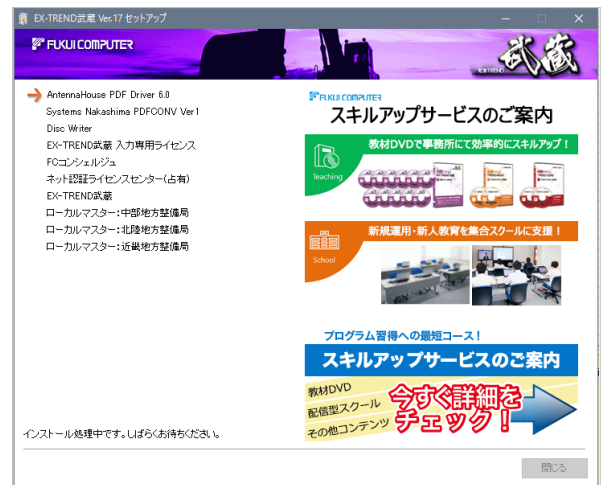 EX-TREND武蔵 Ver.17 セットアップ
FUKUI COMPUTER
EX-TREND 武蔵
AntennaHouse PDF Driver 6.0
Systems Nakashima PDFCONV Ver1
Disc Writer
EX-TREND武蔵 入力専用ライセンス
FCコンシェルジュ
ネット認証ライセンスセンター(占有)
EX-TREND武蔵
ローカルマスター:中部地方整備局
ローカルマスター:北陸地方整備局
ローカルマスター:近畿地方整備局
インストール処理中です。しばらくお待ちください。
FUKUI COMPUTER
スキルアップサービスのご案内
教材DVDで事務所にて効率的にスキルアップ!
Teaching
新規運用・新人教育を集合スクールに支援!
School
プログラム習得への最短コース!
スキルアップサービスのご案内
教材DVD
配信型スクール
その他コンテンツ
今すぐ詳細を
チェック!
閉じる